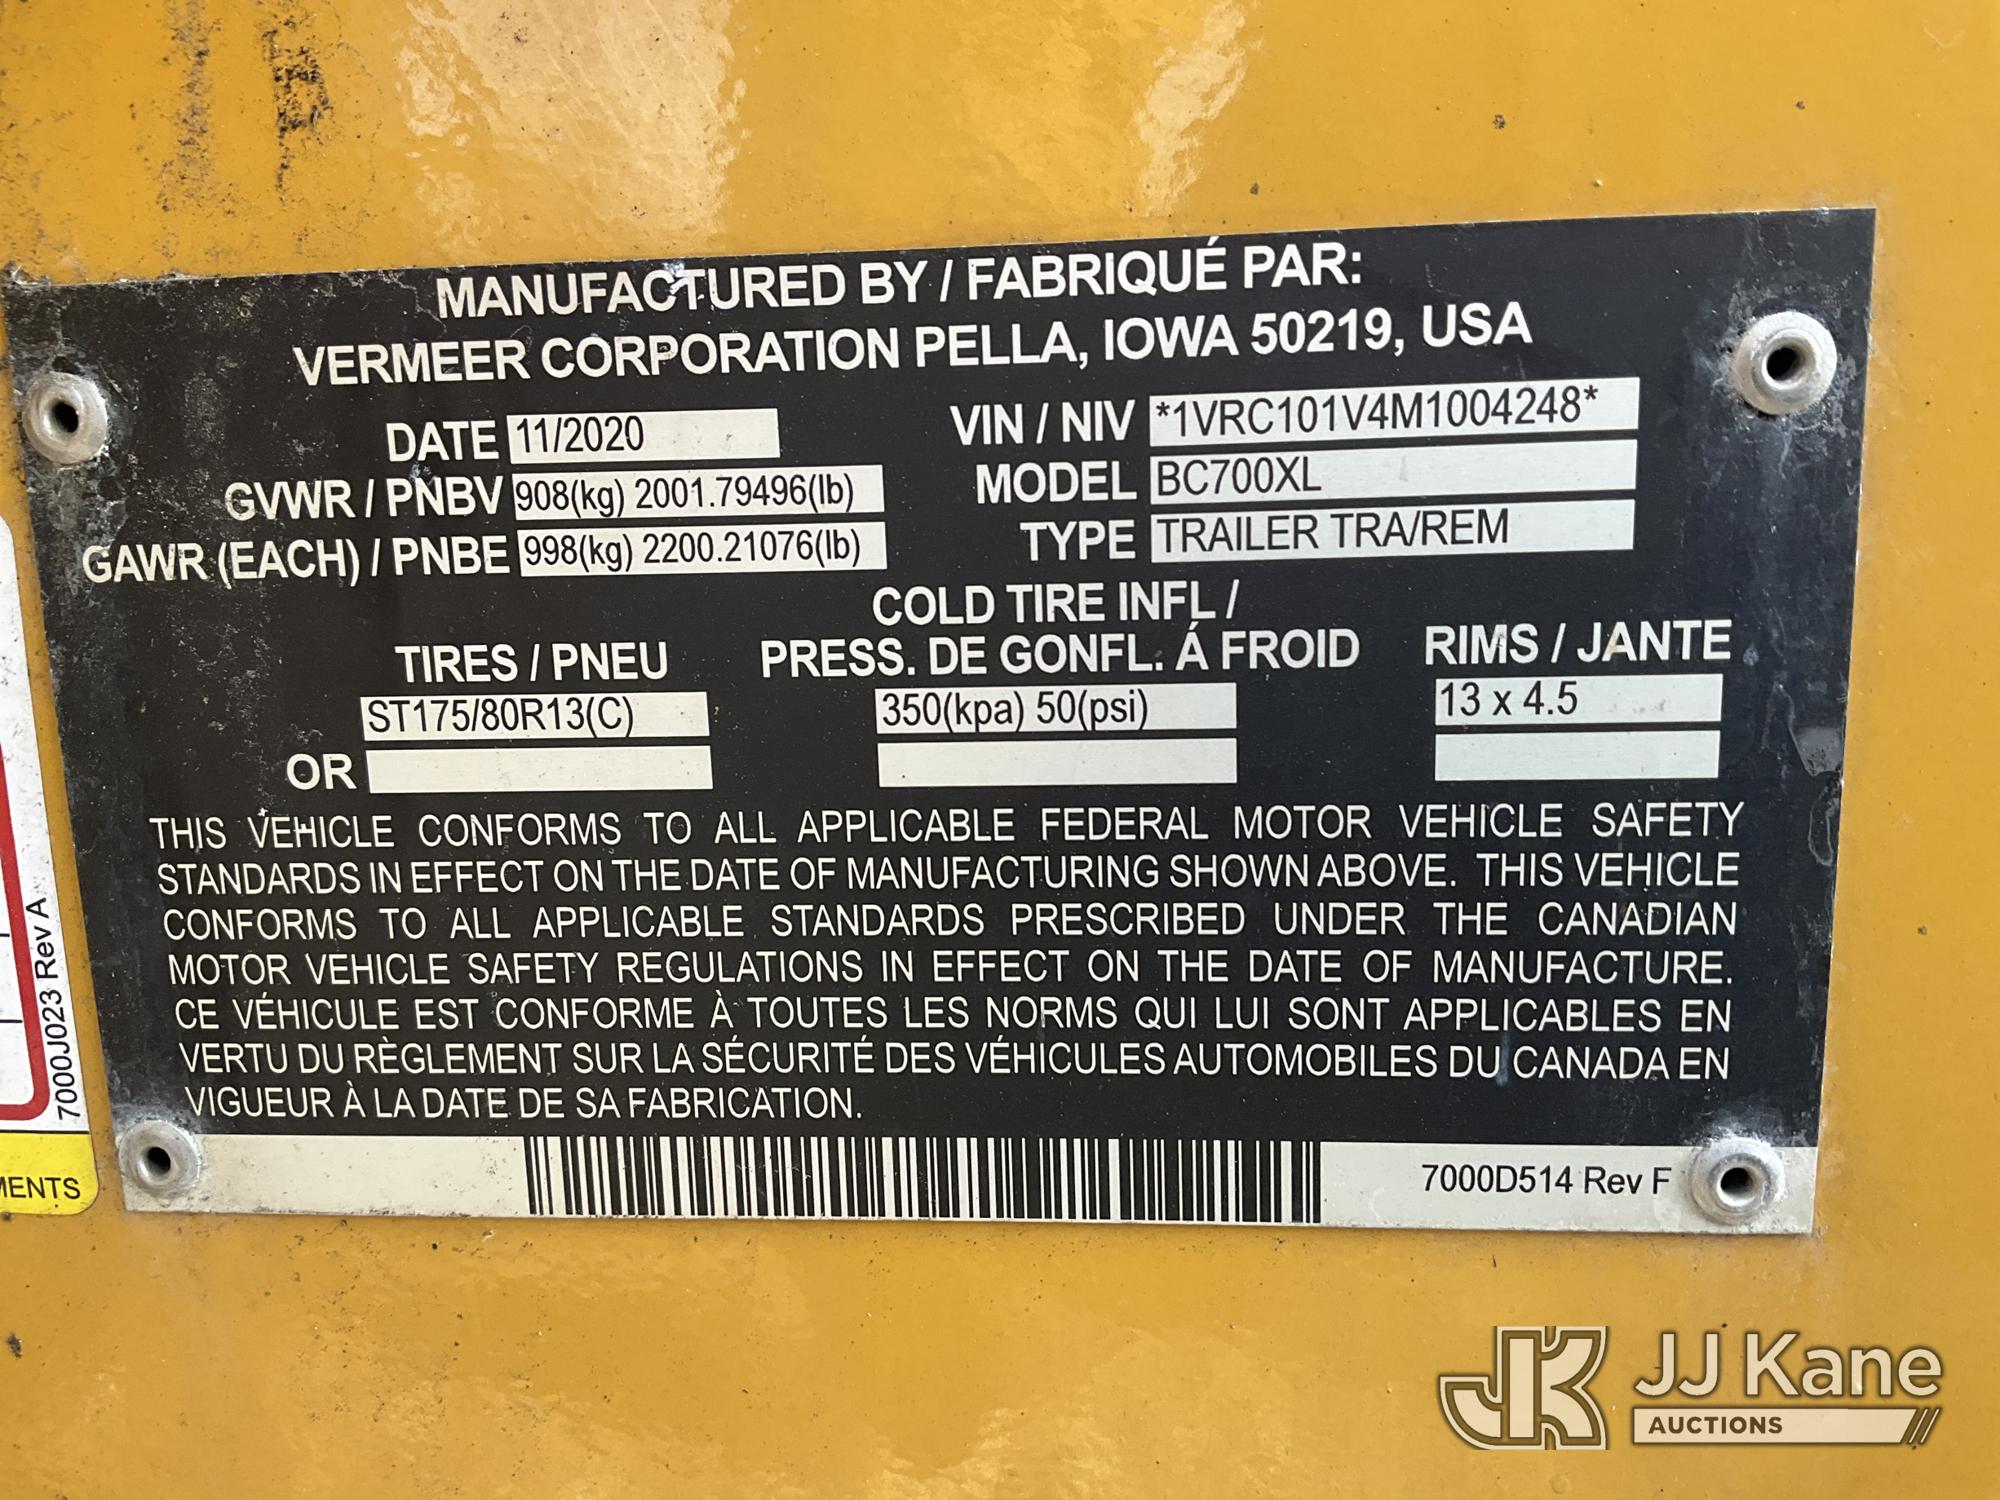 MANUFACTURED BY / FABRIQUÉ PAR:
VERMEER CORPORATION PELLA, IOWA 50219, USA
DATE 11/2020
VIN / NIV *1VRC101V4M1004248*
GVWR / PNBV 908(kg) 2001.79496(lb)
MODEL BC700XL
GAWR (EACH) / PNBE 998(kg) 2200.21076(lb)
TYPE TRAILER TRA/REM
TIRES / PNEU
COLD TIRE INFL /
PRESS. DE GONFL. Á FROID
RIMS / JANTE
ST175/80R13(C)
350(kpa) 50(psi)
13 x 4.5
OR
THIS VEHICLE CONFORMS TO ALL APPLICABLE FEDERAL MOTOR VEHICLE SAFETY
STANDARDS IN EFFECT ON THE DATE OF MANUFACTURING SHOWN ABOVE. THIS VEHICLE
CONFORMS TO ALL APPLICABLE STANDARDS PRESCRIBED UNDER THE CANADIAN
MOTOR VEHICLE SAFETY REGULATIONS IN EFFECT ON THE DATE OF MANUFACTURE.
CE VÉHICULE EST CONFORME À TOUTES LES NORMS QUI LUI SONT APPLICABLES EN
VERTU DU RÈGLEMENT SUR LA SÉCURITÉ DES VÉHICULES AUTOMOBILES DU CANADA EN
VIGUEUR À LA DATE DE SA FABRICATION.
7000D514 Rev F
7000J023 Rev A
JK JJ Kane
AUCTIONS